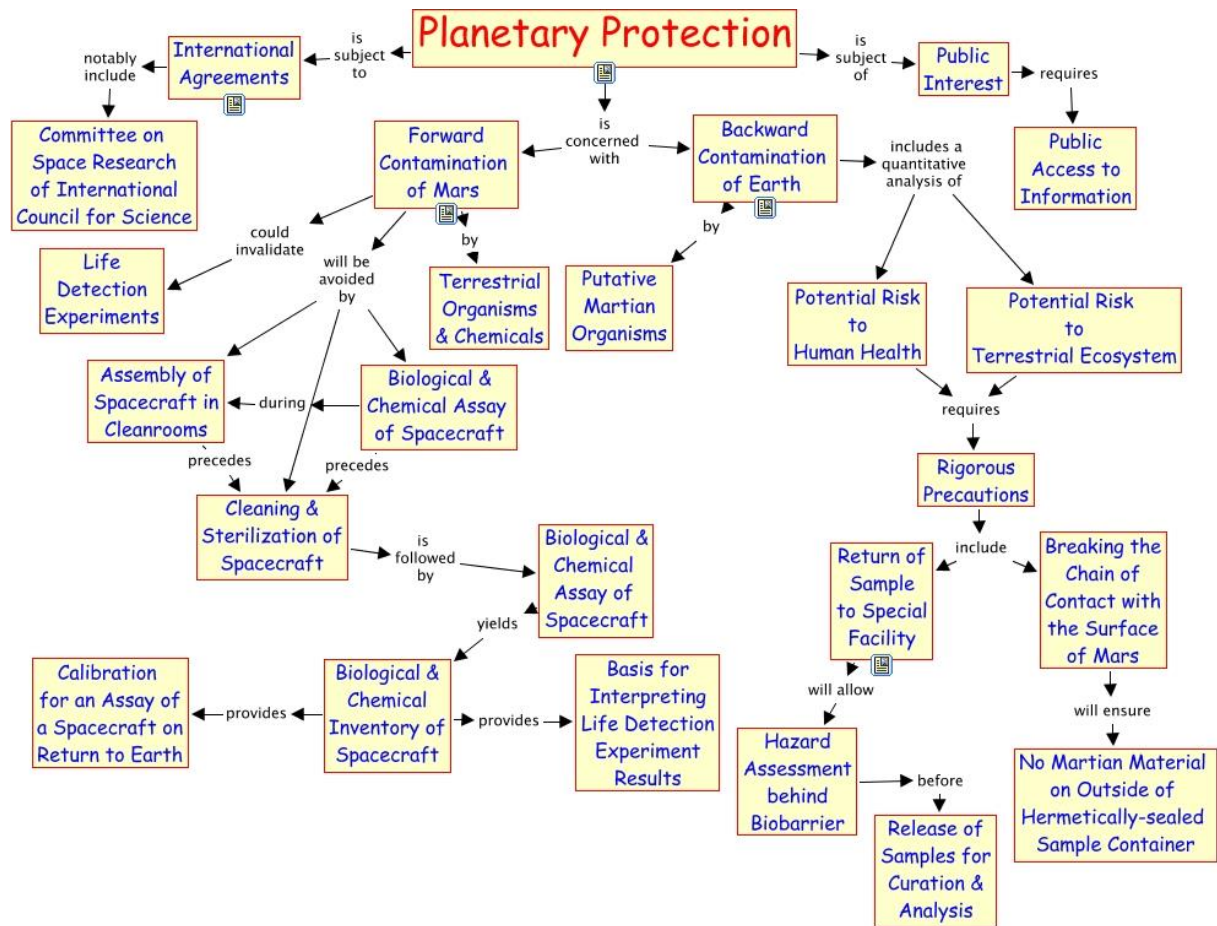 Planetary Protection
is
subject
to
International
Agreements
notably
include
Committee on
Space Research
of International
Council for Science
is
subject
of
Public
Interest
requires
Public
Access to
Information
is
concerned
with
Forward
Contamination
of Mars
Backward
Contamination
of Earth
could
invalidate
Life
Detection
Experiments
will be
avoided
by
by
Terrestrial
Organisms
& Chemicals
by
Putative
Martian
Organisms
includes a
quantitative
analysis of
Potential Risk
to
Human Health
Potential Risk
to
Terrestrial Ecosystem
Assembly of
Spacecraft in
Cleanrooms
during
Biological &
Chemical Assay
of Spacecraft
precedes
precedes
Cleaning &
Sterilization of
Spacecraft
is
followed
by
Biological &
Chemical
Assay of
Spacecraft
yields
Biological &
Chemical
Inventory of
Spacecraft
provides
Calibration
for an Assay of
a Spacecraft on
Return to Earth
provides
Basis for
Interpreting
Life Detection
Experiment
Results
requires
Rigorous
Precautions
include
Return of
Sample
to Special
Facility
Breaking the
Chain of
Contact with
the Surface
of Mars
will allow
Hazard
Assessment
behind
Biobarrier
before
Release of
Samples for
Curation &
Analysis
will ensure
No Martian Material
on Outside of
Hermetically-sealed
Sample Container